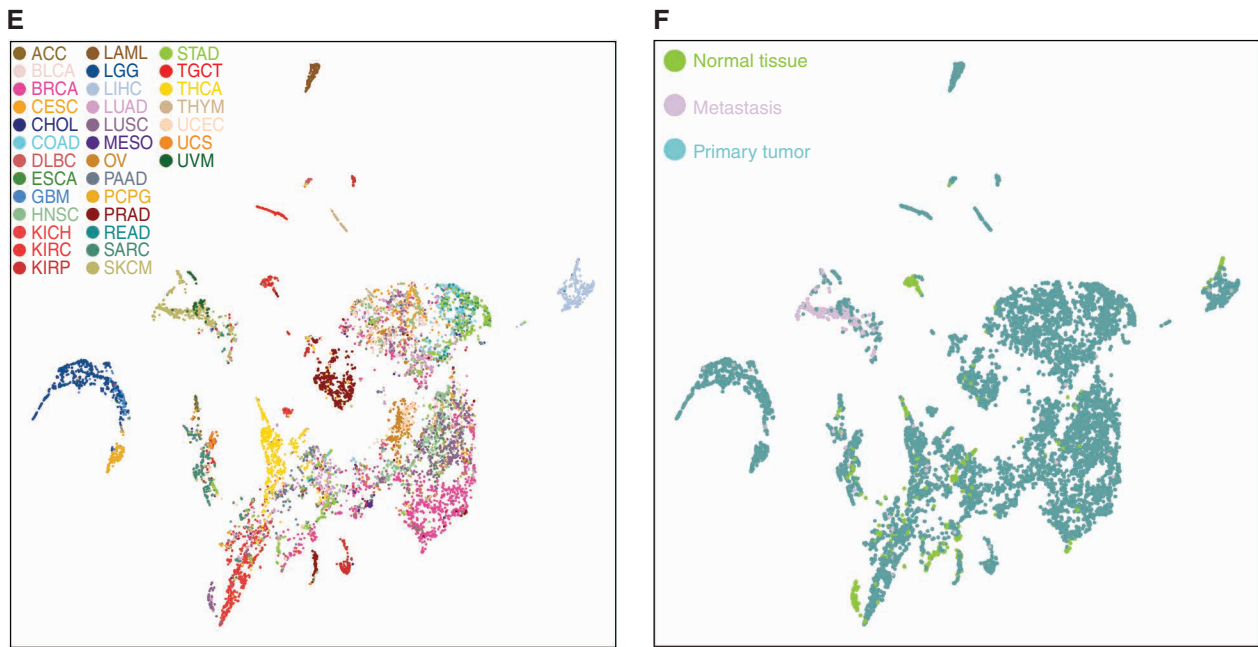 E
ACC
BLCA
BRCA
CESC
CHOL
COAD
DLBC
ESCA
GBM
HNSC
KICH
KIRC
KIRP
LAML
LGG
LIHC
LUAD
LUSC
MESO
OV
PAAD
PCPG
PRAD
READ
SARC
SKCM
STAD
TGCT
THCA
THYM
UCEC
UCS
UVM
F
Normal tissue
Metastasis
Primary tumor